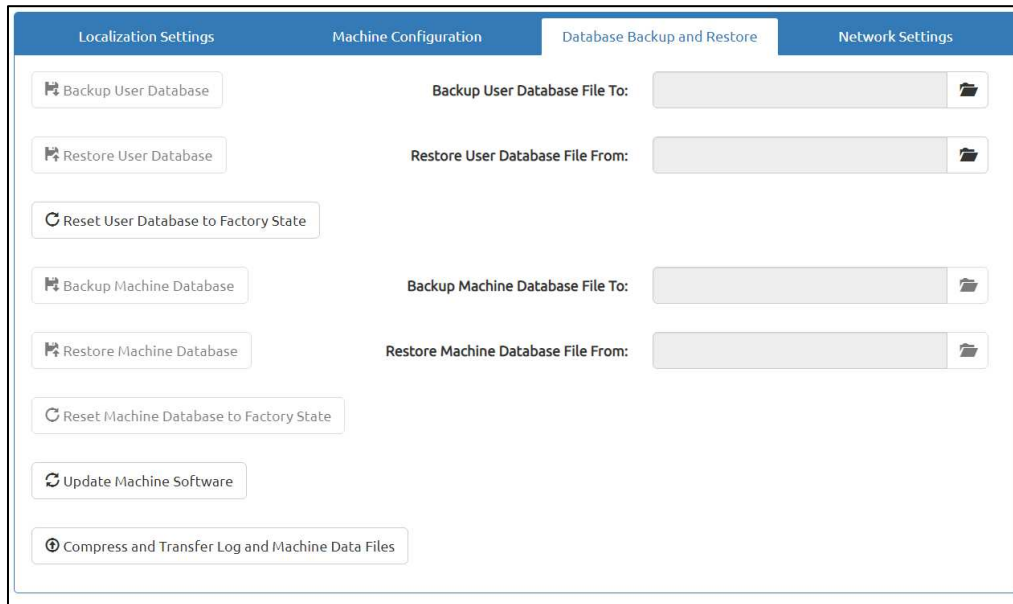 Localization Settings Machine Configuration Database Backup and Restore Network Settings
Backup User Database Backup User Database File To:
Restore User Database Restore User Database File From:
Reset User Database to Factory State
Backup Machine Database Backup Machine Database File To:
Restore Machine Database Restore Machine Database File From:
Reset Machine Database to Factory State
Update Machine Software
Compress and Transfer Log and Machine Data Files